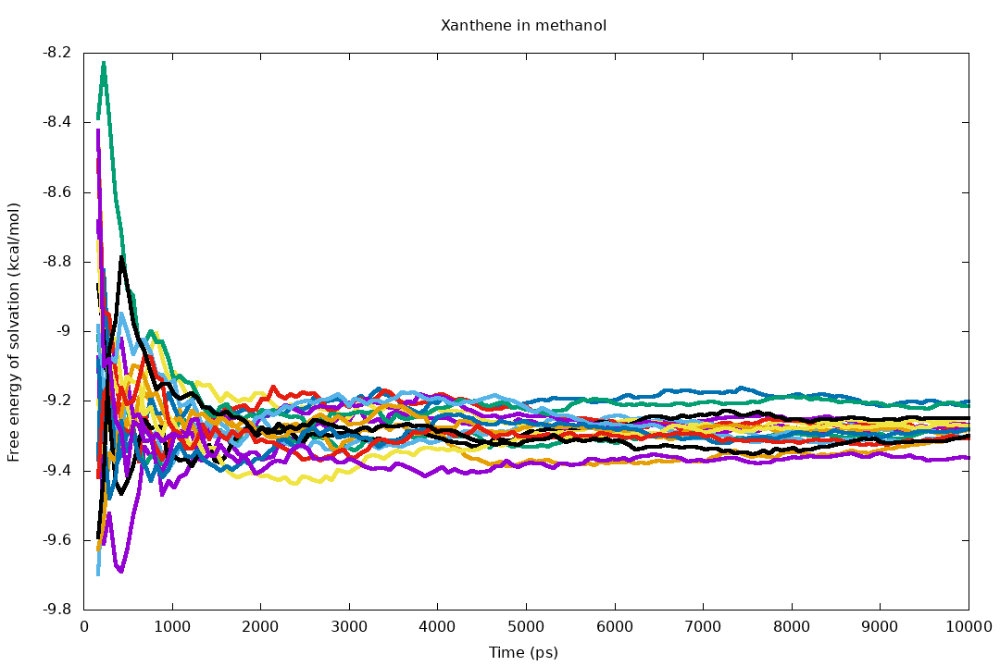 Xanthene in methanol
Free energy of solvation (kcal/mol)
-8.2
-8.4
-8.6
-8.8
-9
-9.2
-9.4
-9.6
-9.8
0 1000 2000 3000 4000 5000 6000 7000 8000 9000 10000
Time (ps)